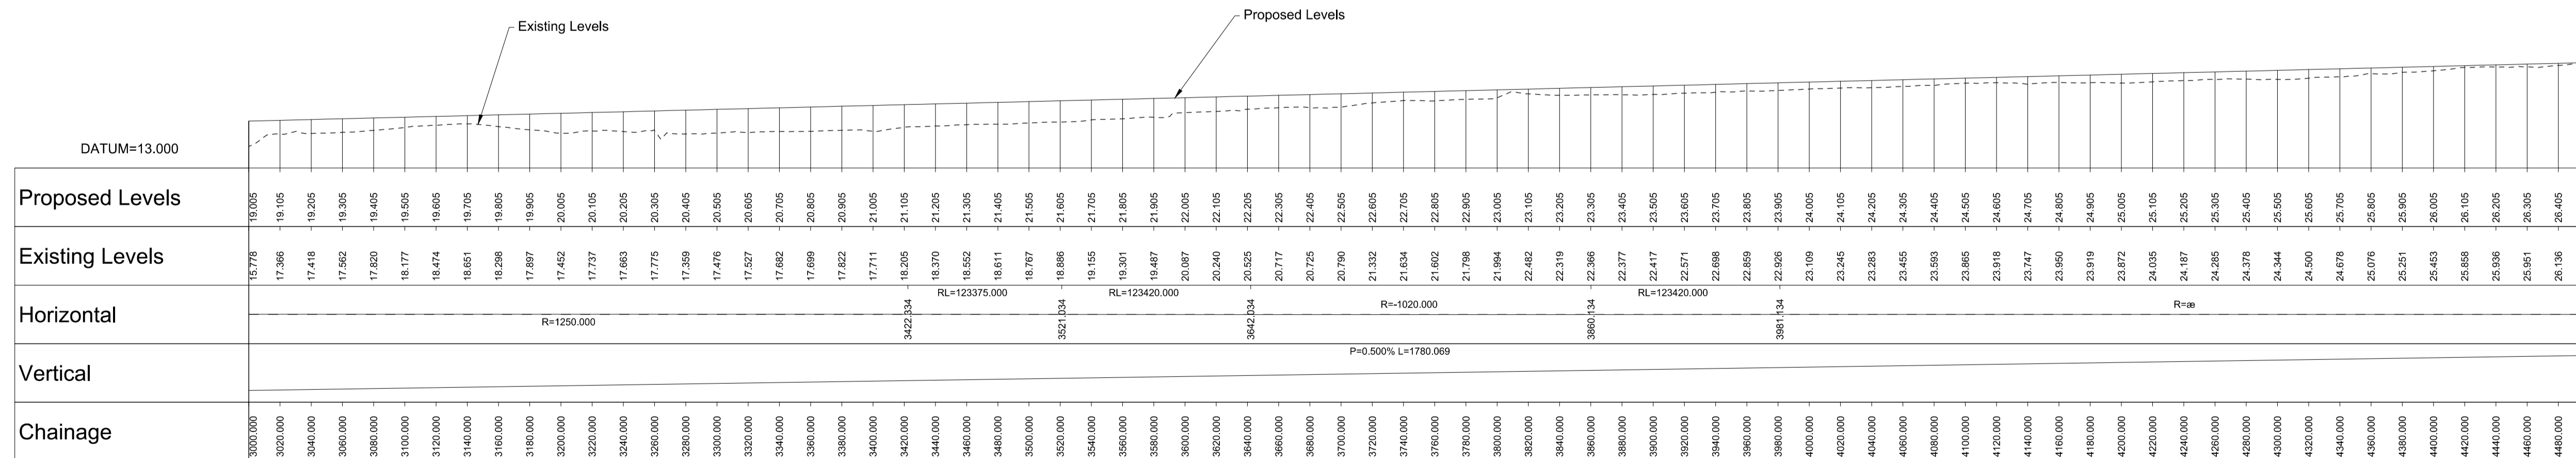 Existing Levels
Proposed Levels
DATUM=13.000
Proposed Levels
19.005 19.105 19.205 19.305 19.405 19.505 19.605 19.705 19.805 19.905 20.005 20.105 20.205 20.305 20.405 20.505 20.605 20.705 20.805 20.905 21.005 21.105 21.205 21.305 21.405 21.505 21.605 21.705 21.805 21.905 22.005 22.105 22.205 22.305 22.405 22.505 22.605 22.705 22.805 22.905 23.005 23.105 23.205 23.305 23.405 23.505 23.605 23.705 23.805 23.905 24.005 24.105 24.205 24.305 24.405 24.505 24.605 24.705 24.805 24.905 25.005 25.105 25.205 25.305 25.405 25.505 25.605 25.705 25.805 25.905 26.005 26.105 26.205 26.305 26.405
Existing Levels
15.778 17.366 17.418 17.562 17.820 18.177 18.474 18.651 18.298 17.897 17.452 17.737 17.663 17.775 17.359 17.476 17.527 17.682 17.699 17.822 17.711 18.205 18.370 18.552 18.611 18.767 18.886 19.155 19.301 19.487 20.087 20.240 20.525 20.717 20.725 20.790 21.332 21.634 21.602 21.798 21.994 22.482 22.319 22.366 22.377 22.417 22.571 22.698 22.859 22.926 23.109 23.245 23.283 23.455 23.593 23.865 23.918 23.747 23.950 23.919 23.872 24.035 24.187 24.285 24.378 24.344 24.500 24.678 25.076 25.251 25.453 25.858 25.936 25.951 26.136
Horizontal
R=1250.000
3422.334
RL=123375.000
3521.034
RL=123420.000
3642.034
R=-1020.000
3860.134
RL=123420.000
3981.134
R=æ
Vertical
P=0.500% L=1780.069
Chainage
3000.000 3020.000 3040.000 3060.000 3080.000 3100.000 3120.000 3140.000 3160.000 3180.000 3200.000 3220.000 3240.000 3260.000 3280.000 3300.000 3320.000 3340.000 3360.000 3380.000 3400.000 3420.000 3440.000 3460.000 3480.000 3500.000 3520.000 3540.000 3560.000 3580.000 3600.000 3620.000 3640.000 3660.000 3680.000 3700.000 3720.000 3740.000 3760.000 3780.000 3800.000 3820.000 3840.000 3860.000 3880.000 3900.000 3920.000 3940.000 3960.000 3980.000 4000.000 4020.000 4040.000 4060.000 4080.000 4100.000 4120.000 4140.000 4160.000 4180.000 4200.000 4220.000 4240.000 4260.000 4280.000 4300.000 4320.000 4340.000 4360.000 4380.000 4400.000 4420.000 4440.000 4460.000 4480.000